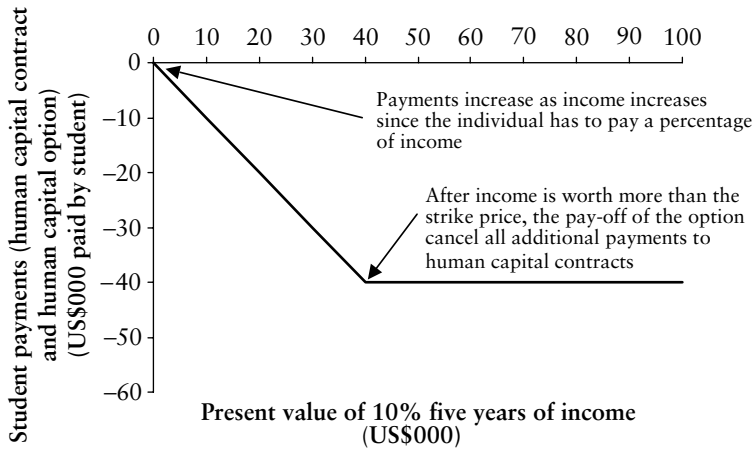 0 10 20 30 40 50 60 70 80 90 100
Student payments (human capital contract
and human capital option)
(US$000 paid by student)
0
–10
–20
–30
–40
–50
–60
Payments increase as income increases
since the individual has to pay a percentage
of income
After income is worth more than the
strike price, the pay-off of the option
cancel all additional payments to
human capital contracts
Present value of 10% five years of income
(US$000)